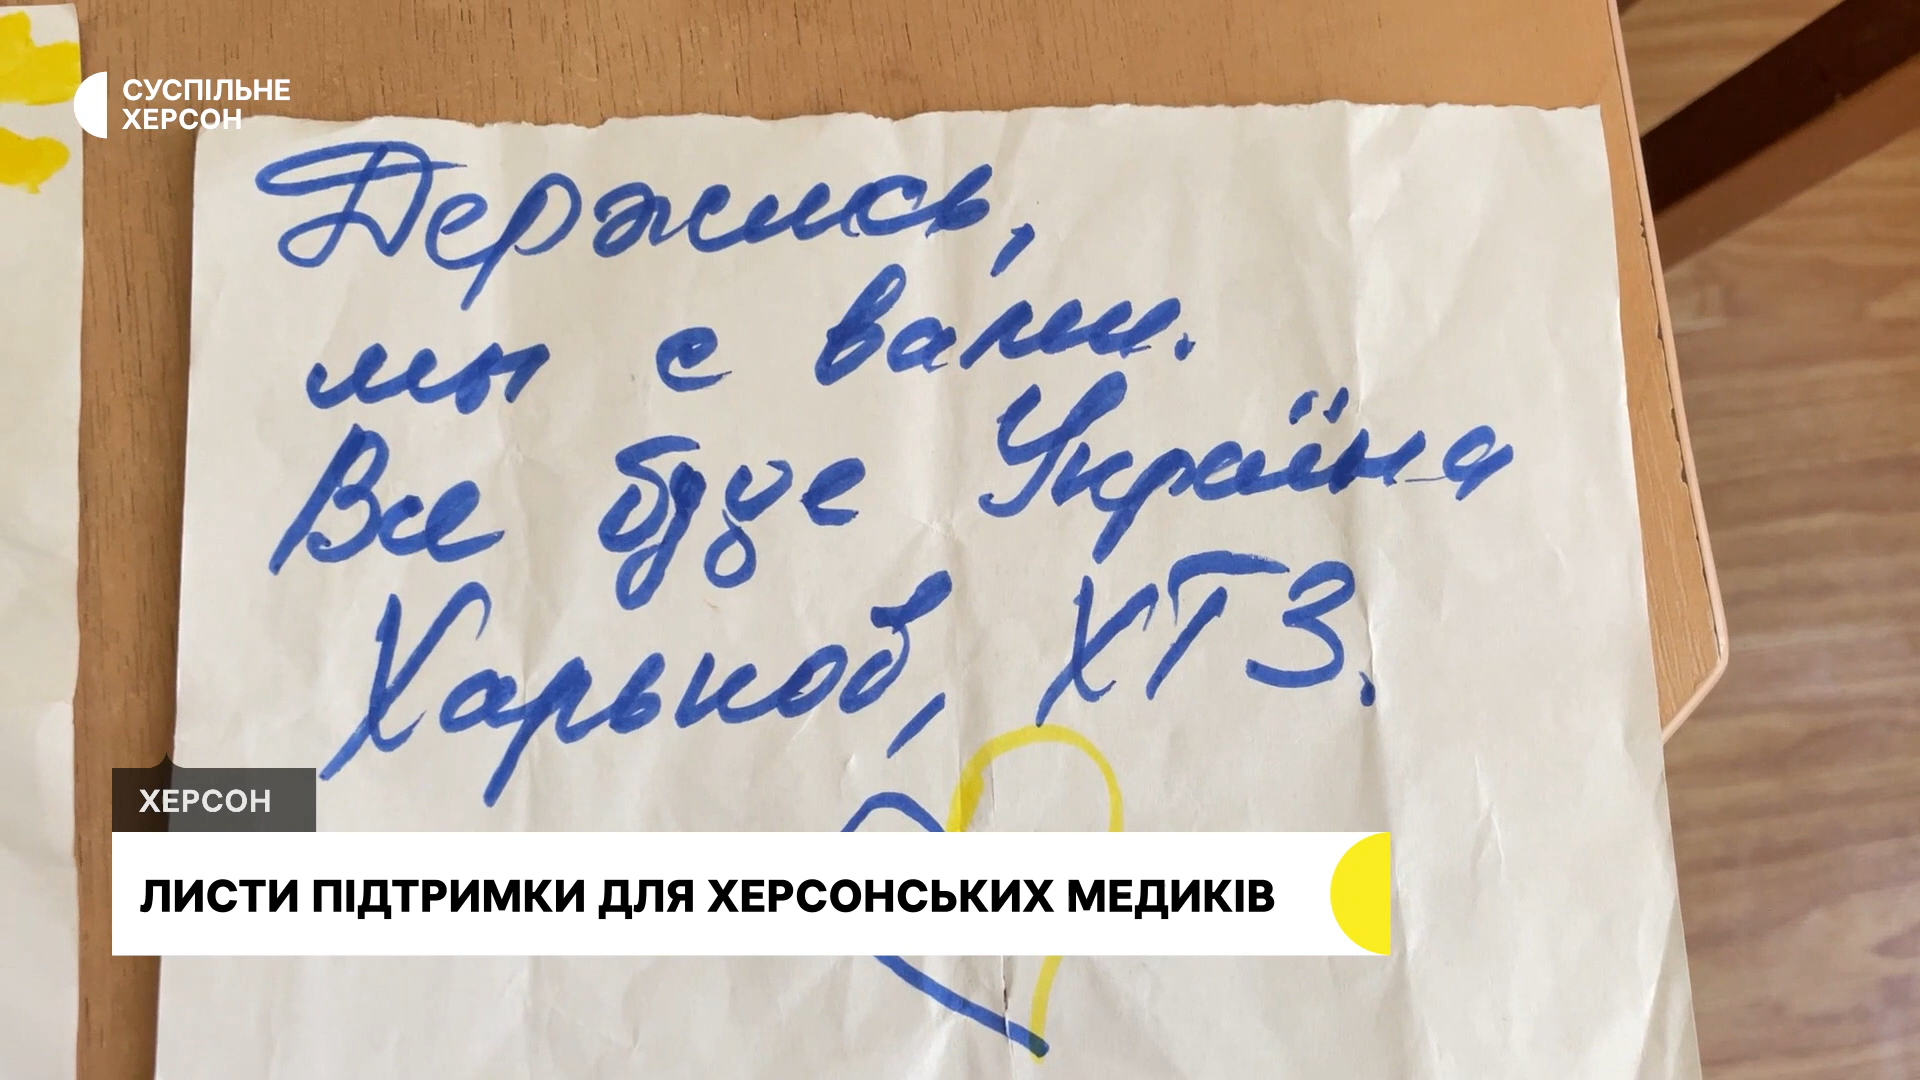 СУСПІЛЬНЕ
ХЕРСОН
Держись,
мы с вами.
Все буде Україна
Харьков, ХТЗ.
ХЕРСОН
ЛИСТИ ПІДТРИМКИ ДЛЯ ХЕРСОНСЬКИХ МЕДИКІВ